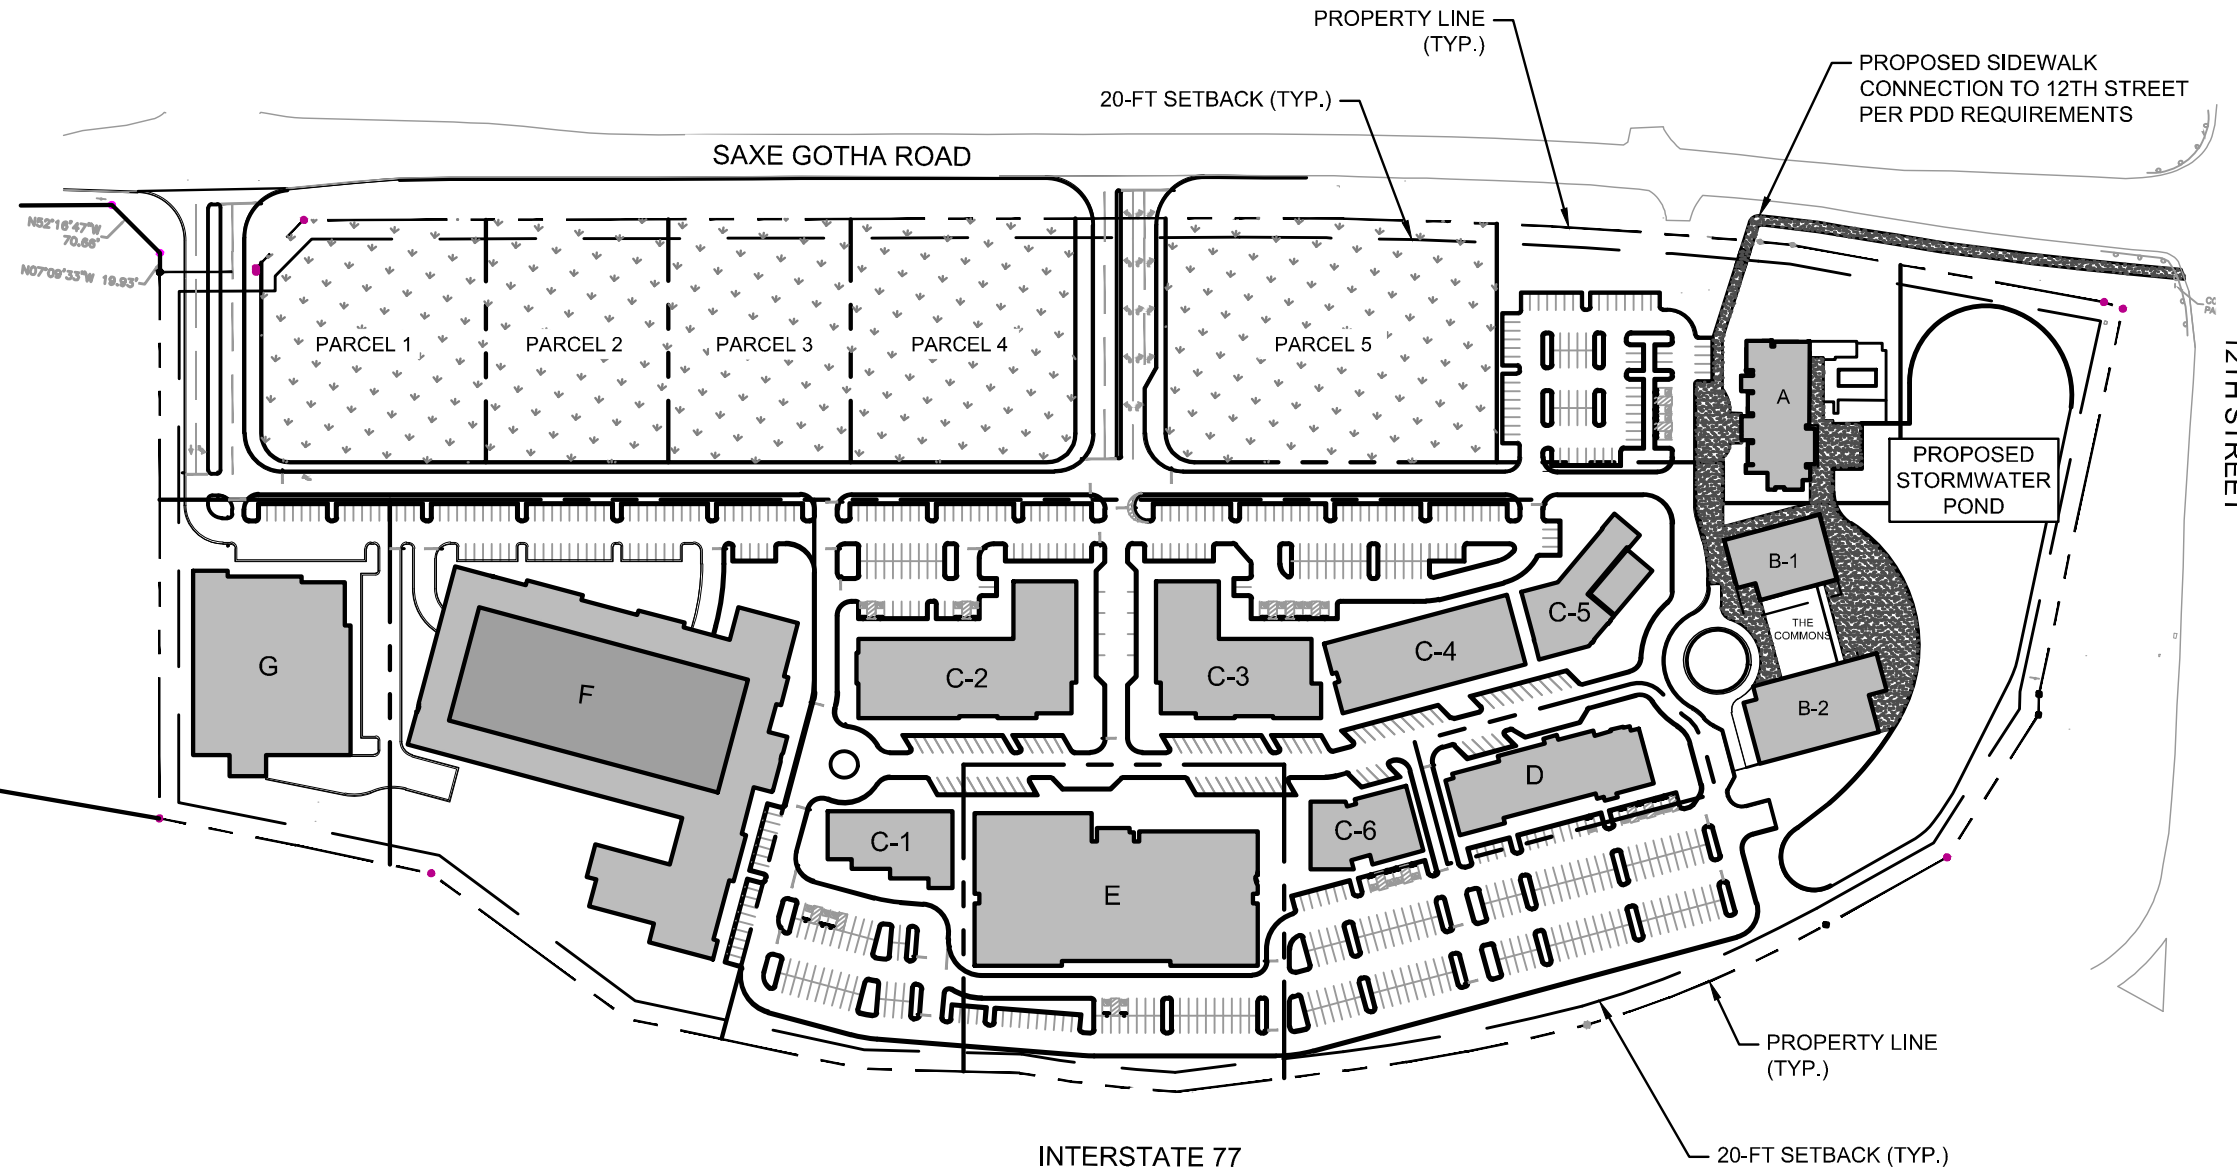 PROPERTY LINE
(TYP.)
PROPOSED SIDEWALK
CONNECTION TO 12TH STREET
PER PDD REQUIREMENTS
20-FT SETBACK (TYP.)
SAXE GOTHA ROAD
N52°16'47"W
70.66'
N07°09'33"W 19.93'
PARCEL 1
PARCEL 2
PARCEL 3
PARCEL 4
PARCEL 5
12TH STREET
A
PROPOSED
STORMWATER
POND
B-1
THE
COMMONS
B-2
G
F
C-2
C-3
C-4
C-5
D
C-1
E
C-6
PROPERTY LINE
(TYP.)
20-FT SETBACK (TYP.)
INTERSTATE 77